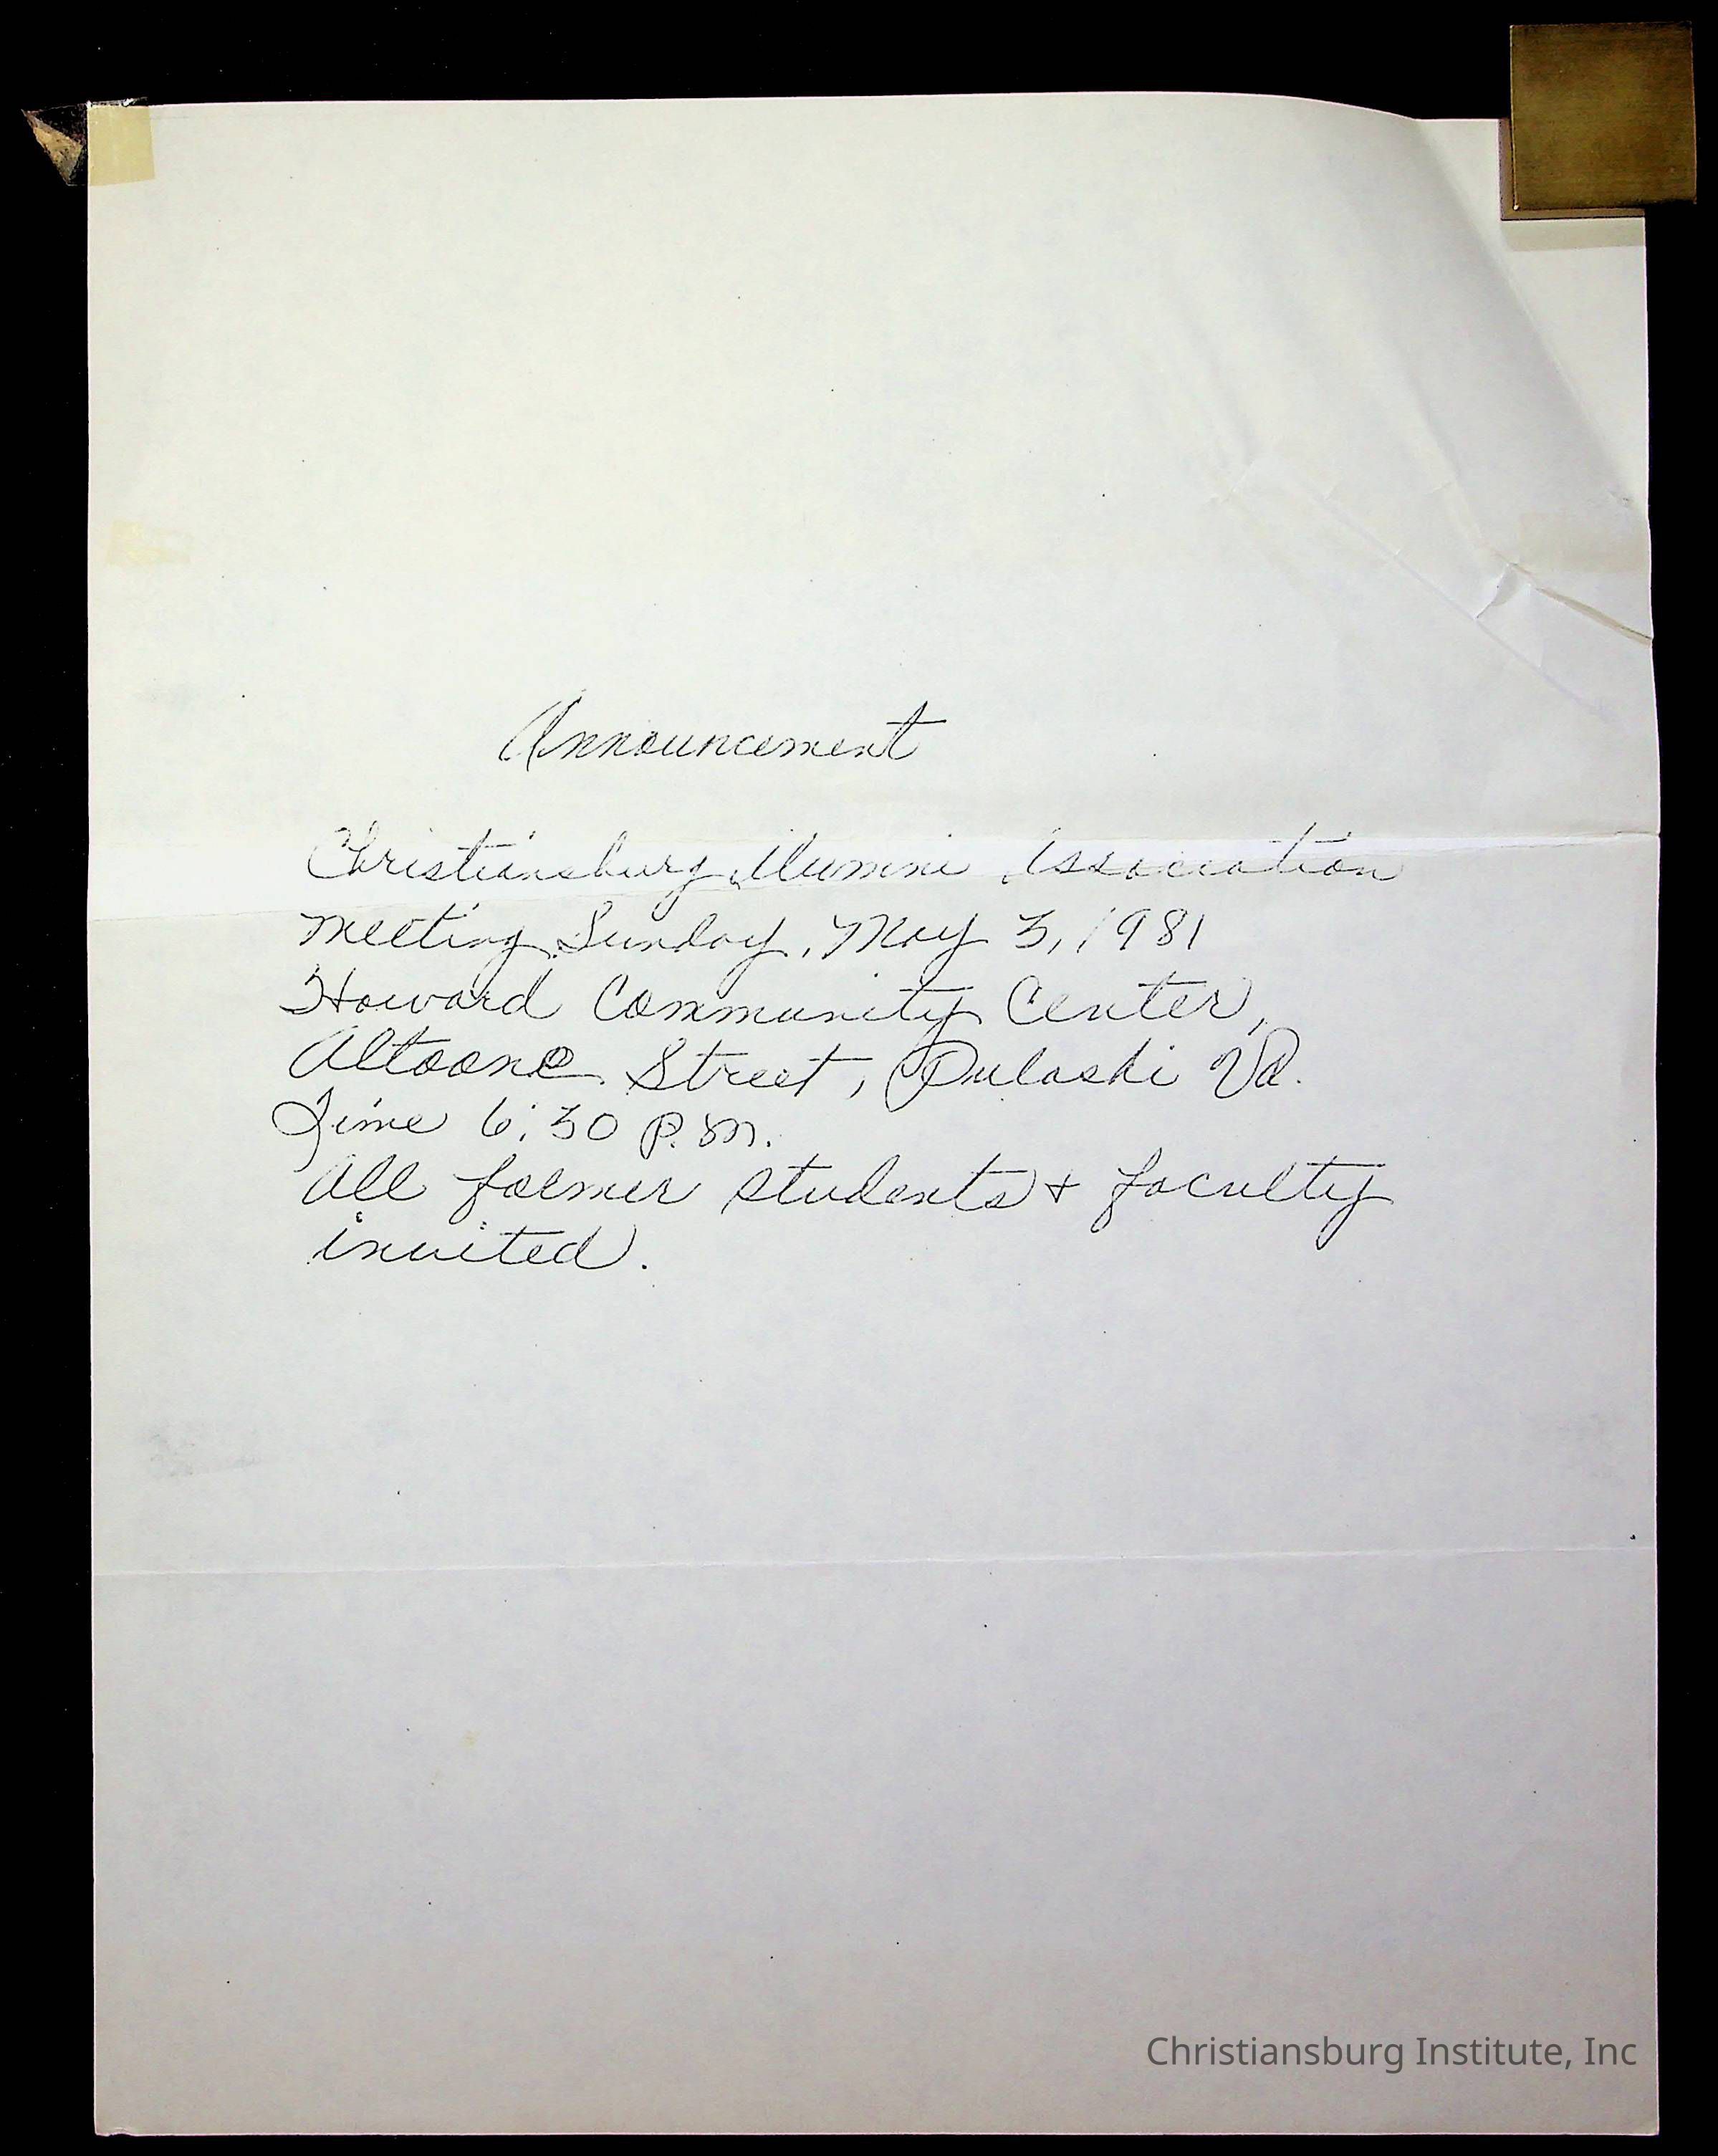 Announcement
Christiansburg Alumni Association
meeting Sunday, May 3, 1981
Howard Community Center,
Altoona Street, Pulaski Va.
Time 6:30 p.m.
All former students + faculty
invited.
Christiansburg Institute, Inc